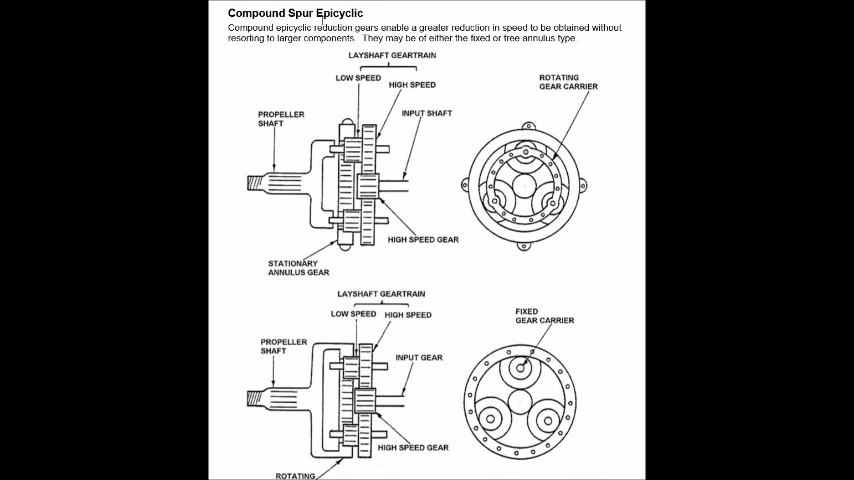 Compound Spur Epicyclic
Compound epicyclic reduction gears enable a greater reduction in speed to be obtained without
resorting to larger components. They may be of either the fixed or free annulus type.
LAYSHAFT GEARTRAIN
LOW SPEED
HIGH SPEED
ROTATING
GEAR CARRIER
PROPELLER
SHAFT
INPUT SHAFT
HIGH SPEED GEAR
STATIONARY
ANNULUS GEAR
LAYSHAFT GEARTRAIN
LOW SPEED
HIGH SPEED
FIXED
GEAR CARRIER
PROPELLER
SHAFT
INPUT GEAR
HIGH SPEED GEAR
ROTATING